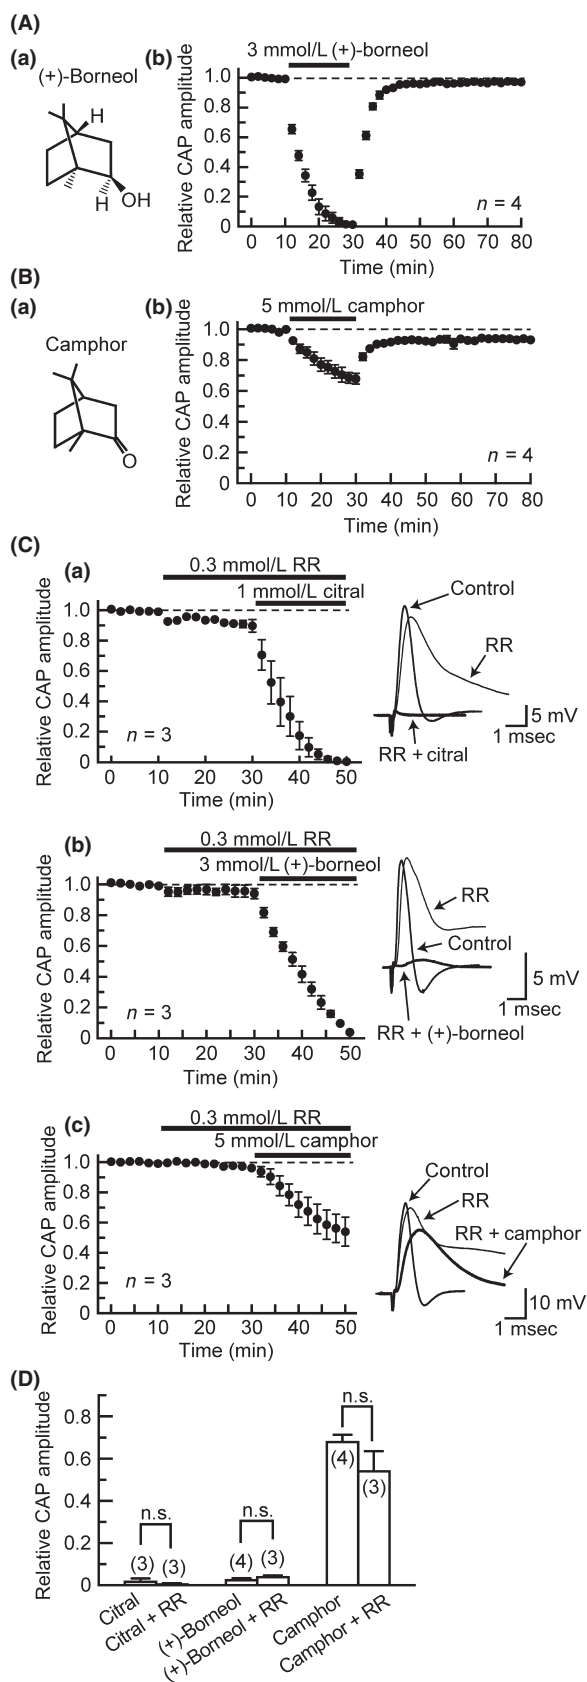 (A)
(a)
(b)
(+)-Borneol
H
H
OH
3 mmol/L (+)-borneol
Relative CAP amplitude
1.0
0.8
0.6
0.4
0.2
0
n = 4
0 10 20 30 40 50 60 70 80
Time (min)
(B)
(a)
(b)
Camphor
O
5 mmol/L camphor
Relative CAP amplitude
1.0
0.8
0.6
0.4
0.2
0
n = 4
0 10 20 30 40 50 60 70 80
Time (min)
(C)
(a)
0.3 mmol/L RR
1 mmol/L citral
Relative CAP amplitude
1.0
0.8
0.6
0.4
0.2
0
n = 3
0 10 20 30 40 50
Time (min)
Control
RR
RR + citral
5 mV
1 msec
(b)
0.3 mmol/L RR
3 mmol/L (+)-borneol
Relative CAP amplitude
1.0
0.8
0.6
0.4
0.2
0
n = 3
0 10 20 30 40 50
Time (min)
RR
Control
RR + (+)-borneol
5 mV
1 msec
(c)
0.3 mmol/L RR
5 mmol/L camphor
Relative CAP amplitude
1.0
0.8
0.6
0.4
0.2
0
n = 3
0 10 20 30 40 50
Time (min)
Control
RR
RR + camphor
10 mV
1 msec
(D)
Relative CAP amplitude
0.8
0.6
0.4
0.2
0
n.s.
(3)
(3)
n.s.
(4)
(3)
n.s.
(4)
(3)
Citral
Citral + RR
(+)-Borneol
(+)-Borneol + RR
Camphor
Camphor + RR